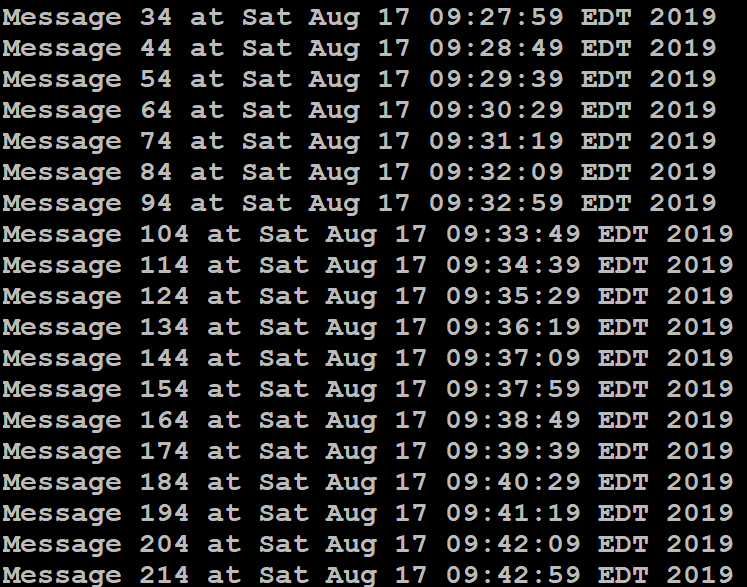 Message 34 at Sat Aug 17 09:27:59 EDT 2019
Message 44 at Sat Aug 17 09:28:49 EDT 2019
Message 54 at Sat Aug 17 09:29:39 EDT 2019
Message 64 at Sat Aug 17 09:30:29 EDT 2019
Message 74 at Sat Aug 17 09:31:19 EDT 2019
Message 84 at Sat Aug 17 09:32:09 EDT 2019
Message 94 at Sat Aug 17 09:32:59 EDT 2019
Message 104 at Sat Aug 17 09:33:49 EDT 2019
Message 114 at Sat Aug 17 09:34:39 EDT 2019
Message 124 at Sat Aug 17 09:35:29 EDT 2019
Message 134 at Sat Aug 17 09:36:19 EDT 2019
Message 144 at Sat Aug 17 09:37:09 EDT 2019
Message 154 at Sat Aug 17 09:37:59 EDT 2019
Message 164 at Sat Aug 17 09:38:49 EDT 2019
Message 174 at Sat Aug 17 09:39:39 EDT 2019
Message 184 at Sat Aug 17 09:40:29 EDT 2019
Message 194 at Sat Aug 17 09:41:19 EDT 2019
Message 204 at Sat Aug 17 09:42:09 EDT 2019
Message 214 at Sat Aug 17 09:42:59 EDT 2019